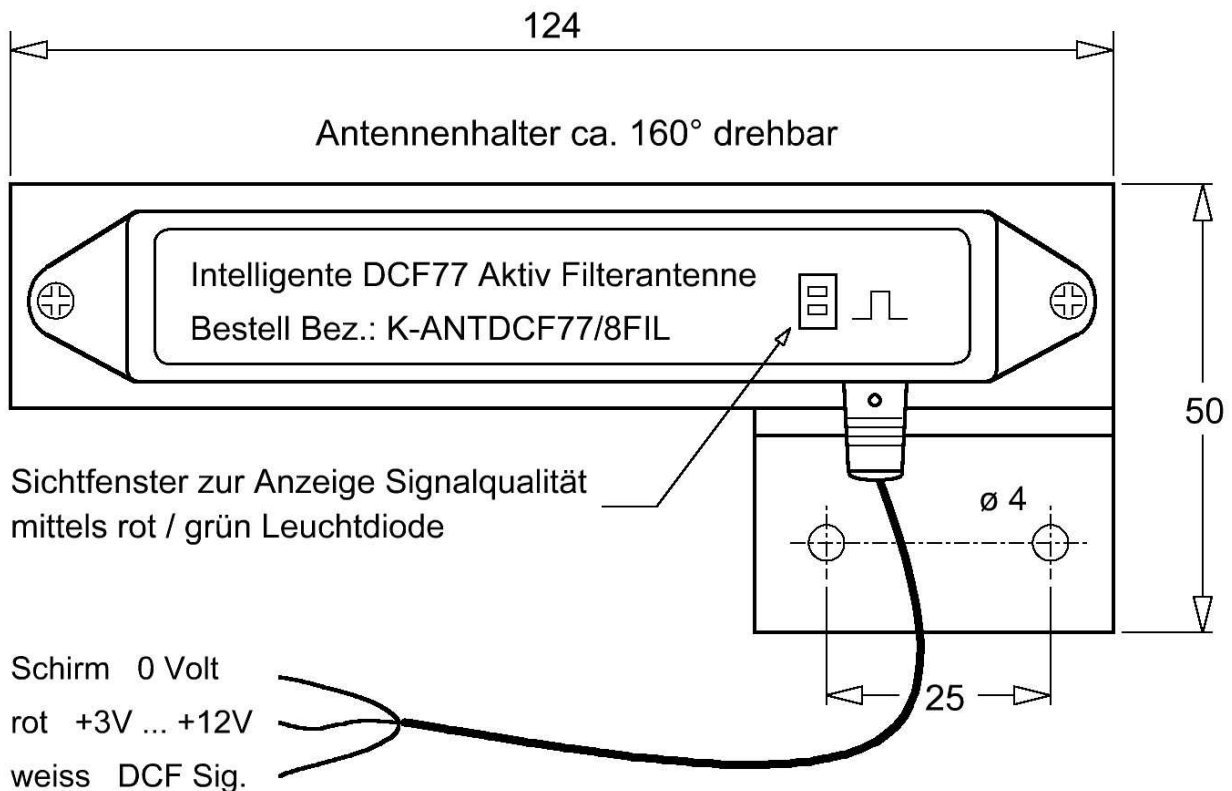 124
Antennenhalter ca. 160° drehbar
Intelligente DCF77 Aktiv Filterantenne
Bestell Bez.: K-ANTDCF77/8FIL
50
Sichtfenster zur Anzeige Signalqualität
mittels rot / grün Leuchtdiode
ø 4
25
Schirm 0 Volt
rot +3V ... +12V
weiss DCF Sig.